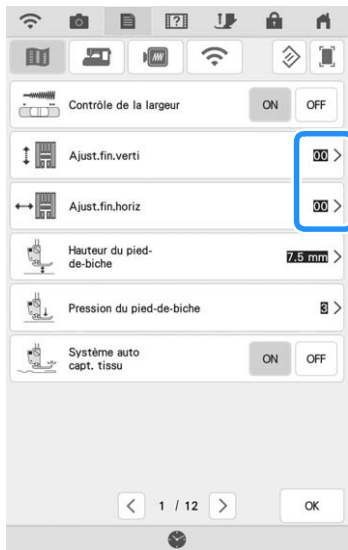 Contrôle de la largeur ON OFF
Ajust.fin.verti 00 >
Ajust.fin.horiz 00 >
Hauteur du pied-
de-biche 7.5 mm >
Pression du pied-de-biche 3 >
Système auto
capt. tissu ON OFF
< 1 / 12 > OK